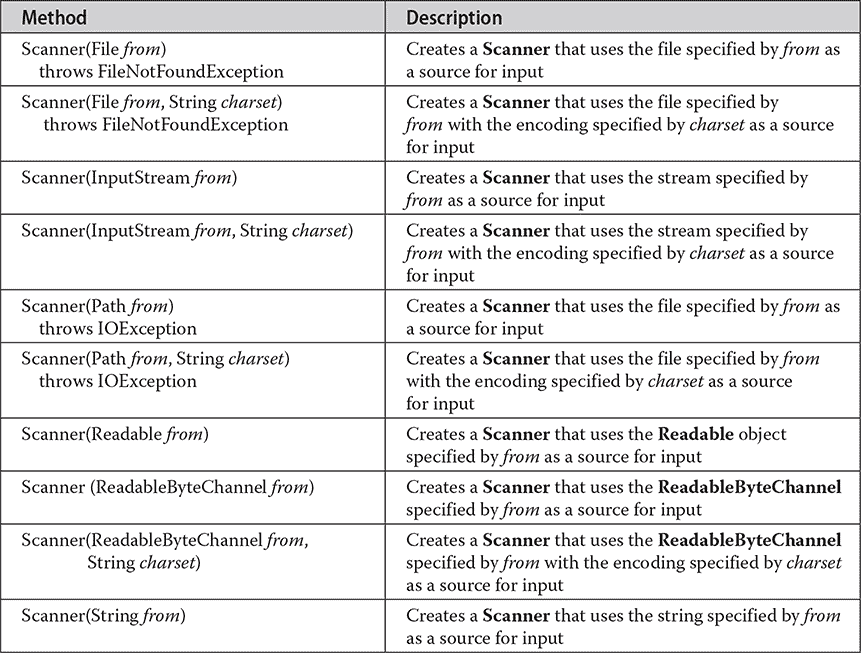 Method Description
Scanner(File from)
throws FileNotFoundException
Creates a Scanner that uses the file specified by from as
a source for input
Scanner(File from, String charset)
throws FileNotFoundException
Creates a Scanner that uses the file specified by
from with the encoding specified by charset as a source
for input
Scanner(InputStream from)
Creates a Scanner that uses the stream specified by
from as a source for input
Scanner(InputStream from, String charset)
Creates a Scanner that uses the stream specified by
from with the encoding specified by charset as a source
for input
Scanner(Path from)
throws IOException
Creates a Scanner that uses the file specified by from as
a source for input
Scanner(Path from, String charset)
throws IOException
Creates a Scanner that uses the file specified by from
with the encoding specified by charset as a source
for input
Scanner(Readable from)
Creates a Scanner that uses the Readable object
specified by from as a source for input
Scanner (ReadableByteChannel from)
Creates a Scanner that uses the ReadableByteChannel
specified by from as a source for input
Scanner(ReadableByteChannel from,
String charset)
Creates a Scanner that uses the ReadableByteChannel
specified by from with the encoding specified by charset
as a source for input
Scanner(String from)
Creates a Scanner that uses the string specified by from
as a source for input